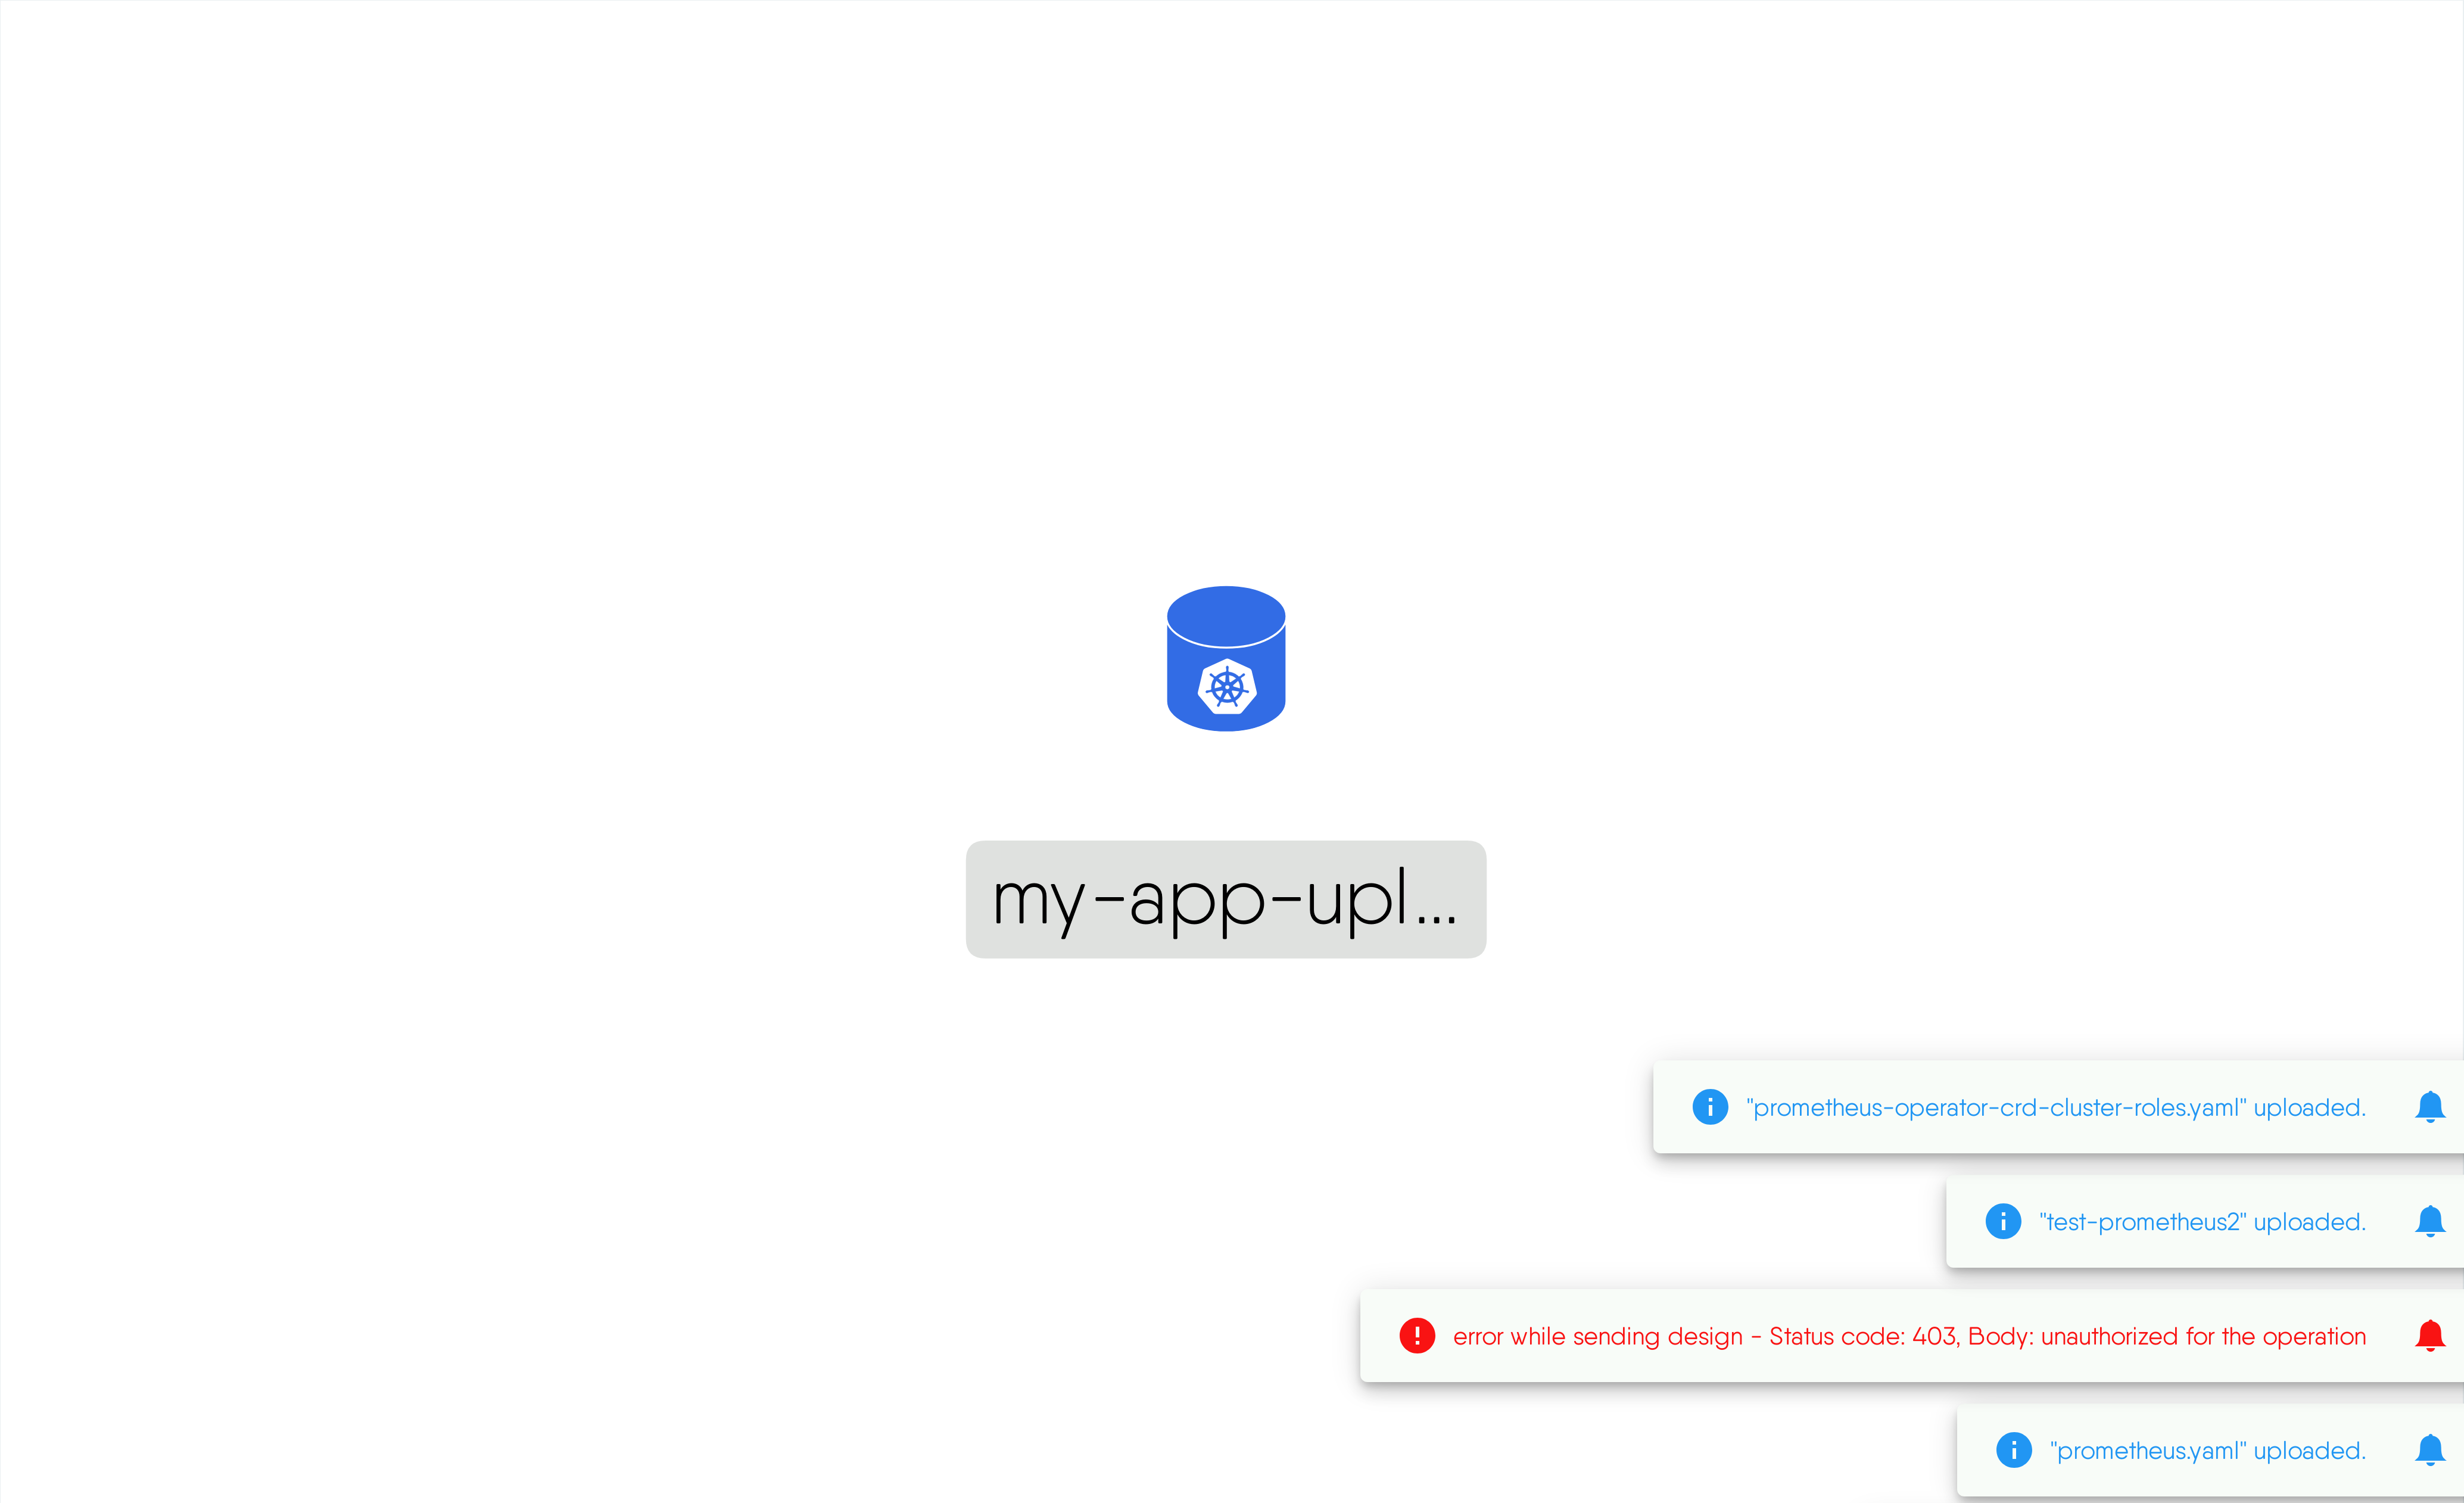 my-app-upl...
"prometheus-operator-crd-cluster-roles.yaml" uploaded.
"test-prometheus2" uploaded.
error while sending design - Status code: 403, Body: unauthorized for the operation
"prometheus.yaml" uploaded.